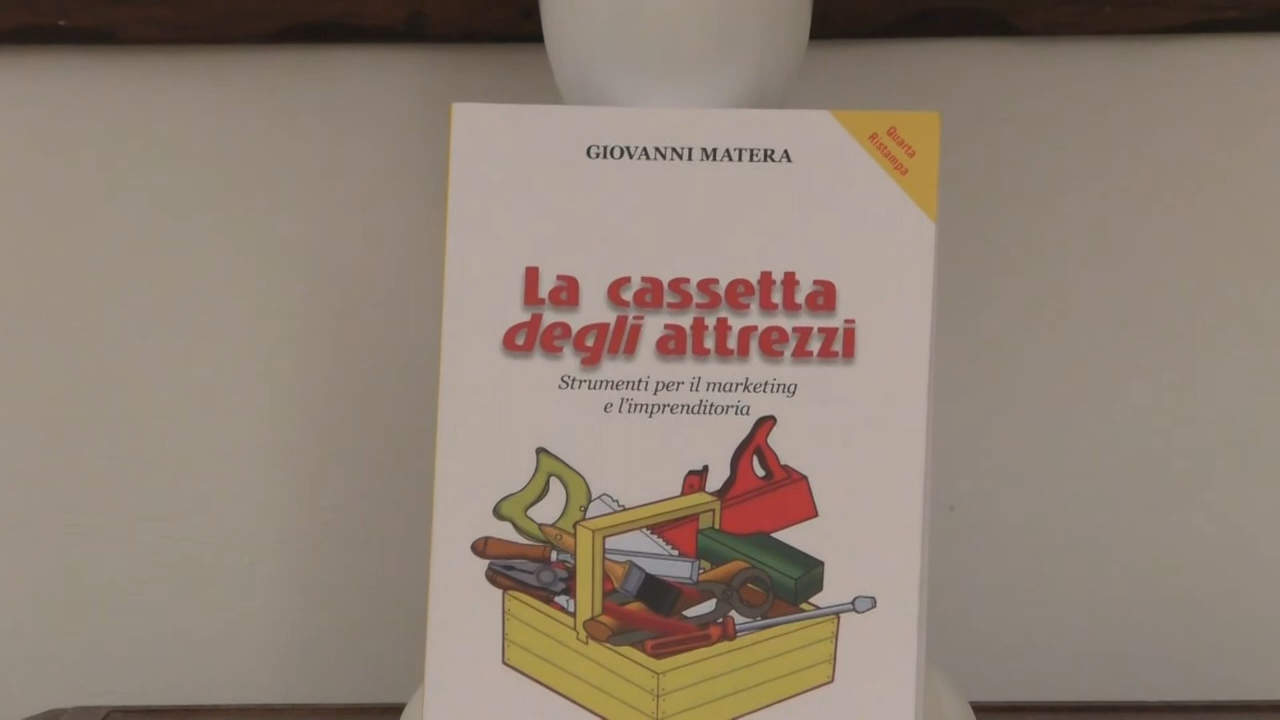 GIOVANNI MATERA
Quarta
Ristampa
La cassetta
degli attrezzi
Strumenti per il marketing
e l'imprenditoria